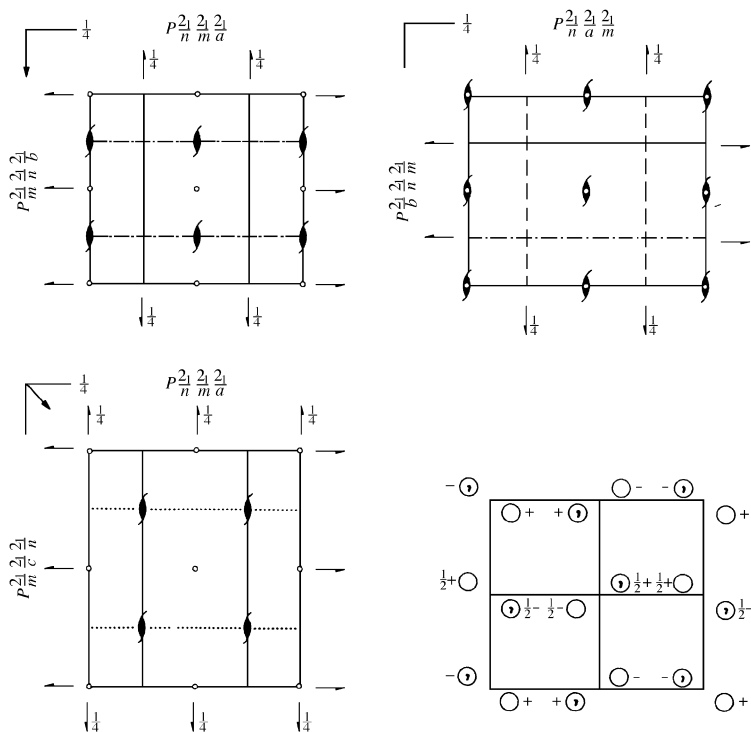 1/4
P 2₁/n 2₁/m 2₁/a
1/4 1/4
P 2₁/m 2₁/n 2₁/b
1/4 1/4
1/4
P 2₁/n 2₁/a 2₁/m
1/4 1/4
P 2₁/b 2₁/n 2₁/m
1/4 1/4
1/4
P 2₁/n 2₁/m 2₁/a
1/4 1/4 1/4
P 2₁/m 2₁/c 2₁/n
1/4 1/4 1/4
− , - - ,
+ + , +
1/2+ , 1/2+ 1/2+
, 1/2- 1/2- , 1/2-
− , - - ,
+ + , +